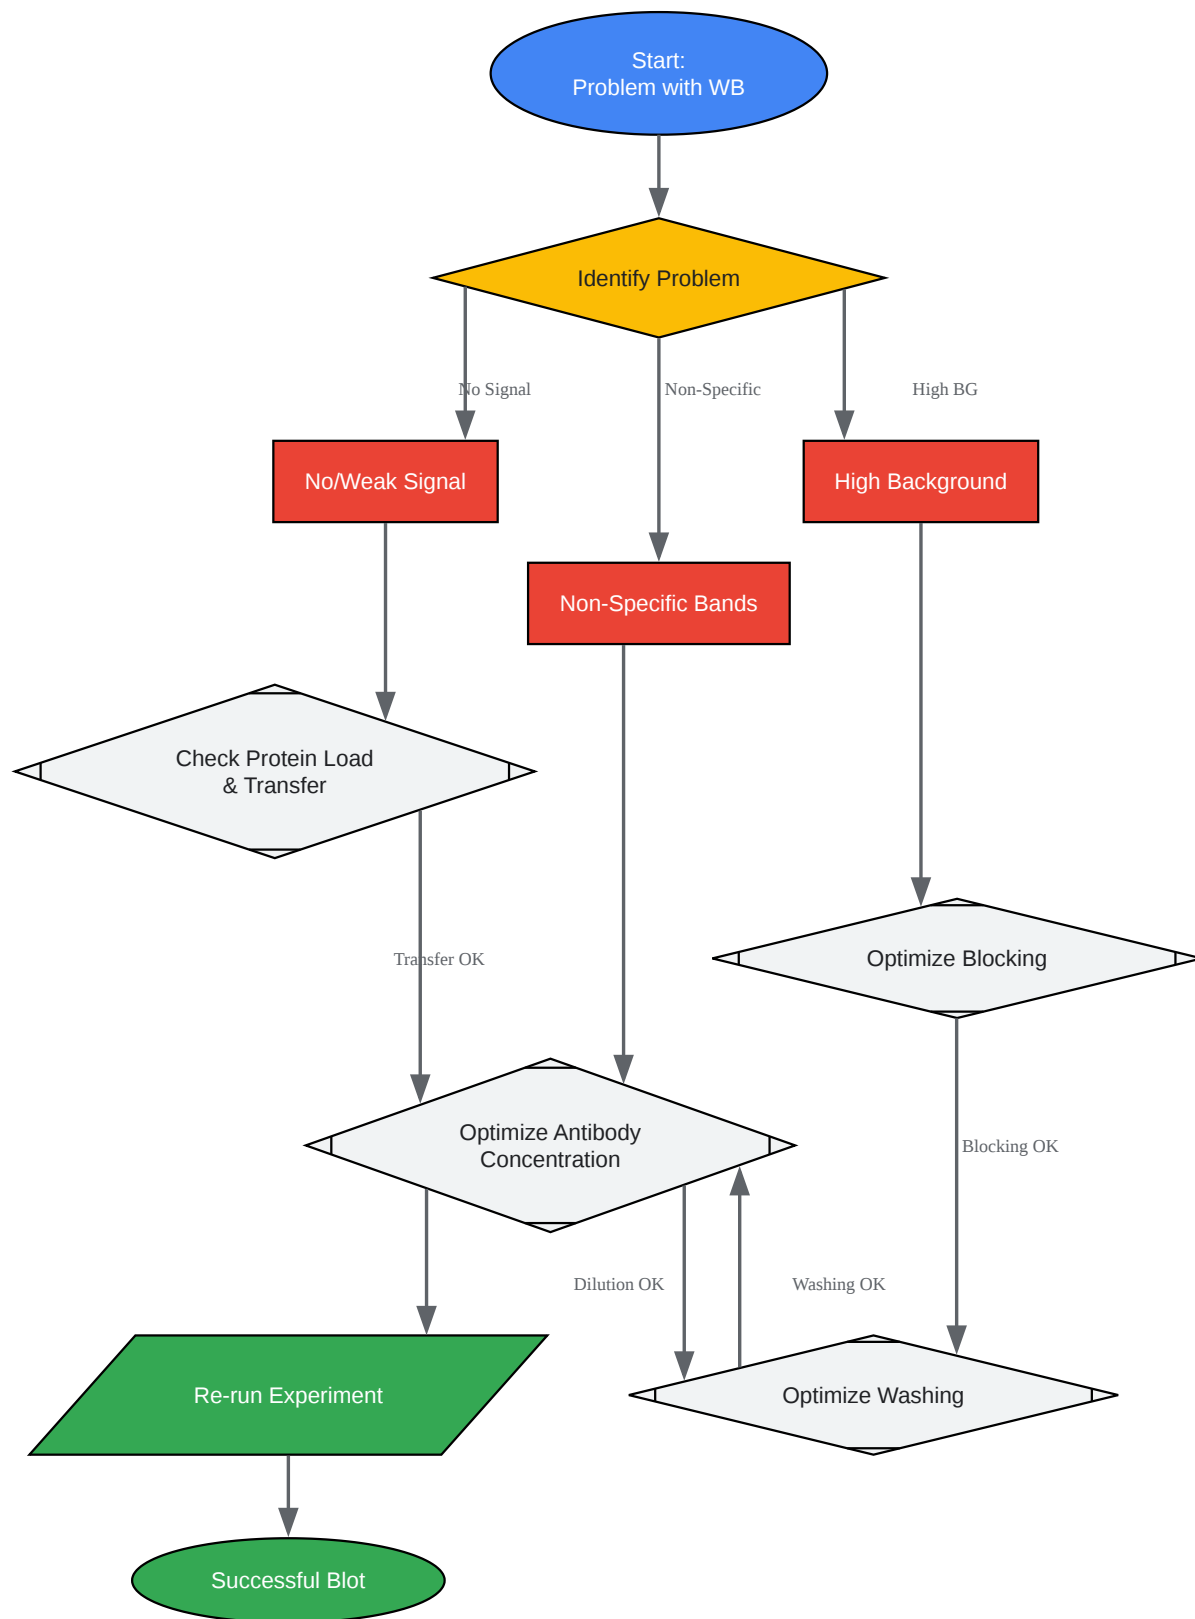 Start:
Problem with WB
Identify Problem
No Signal
Non-Specific
High BG
No/Weak Signal
High Background
Non-Specific Bands
Check Protein Load
& Transfer
Transfer OK
Optimize Blocking
Optimize Antibody
Concentration
Blocking OK
Dilution OK
Washing OK
Re-run Experiment
Optimize Washing
Successful Blot